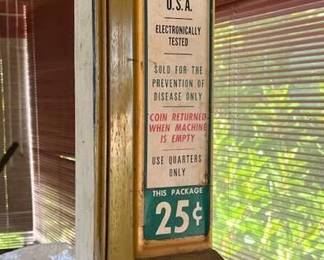 U.S.A.
ELECTRONICALLY
TESTED
SOLD FOR THE
PREVENTION OF
DISEASE ONLY
COIN RETURNED
WHEN MACHINE
IS EMPTY
USE QUARTERS
ONLY
THIS PACKAGE
25¢